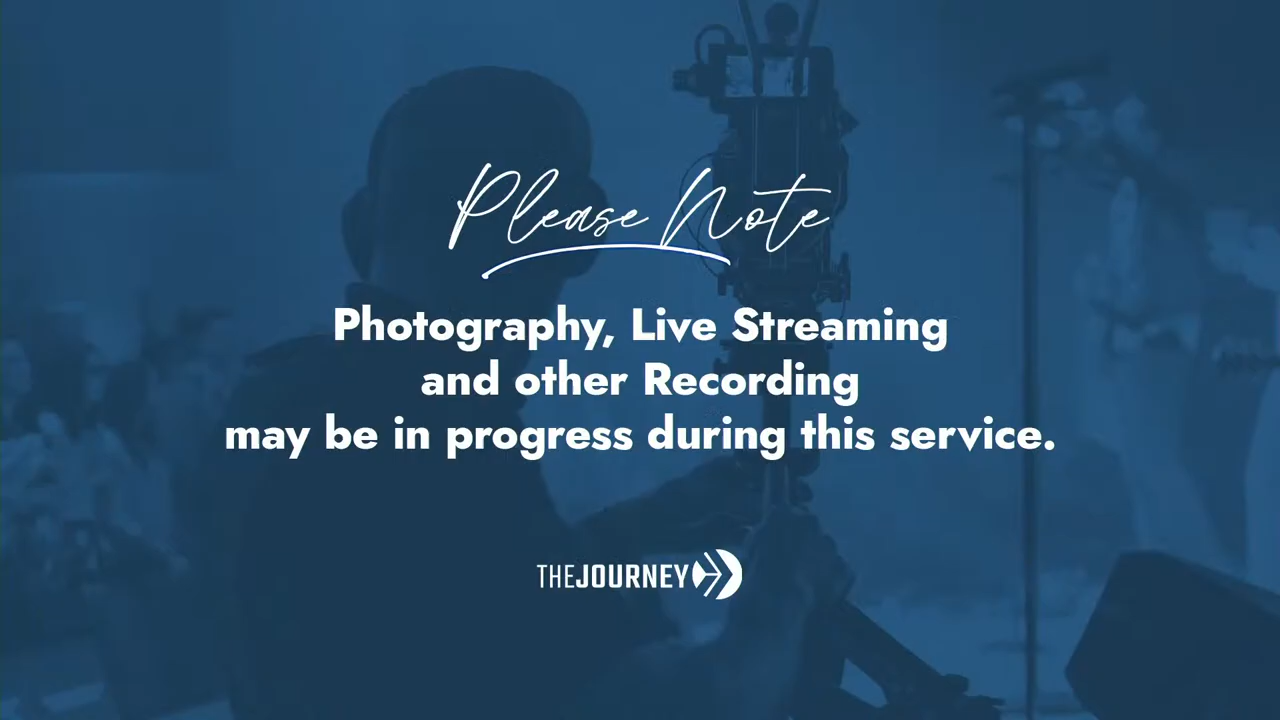 Please Note
Photography, Live Streaming
and other Recording
may be in progress during this service.
THEJOURNEY